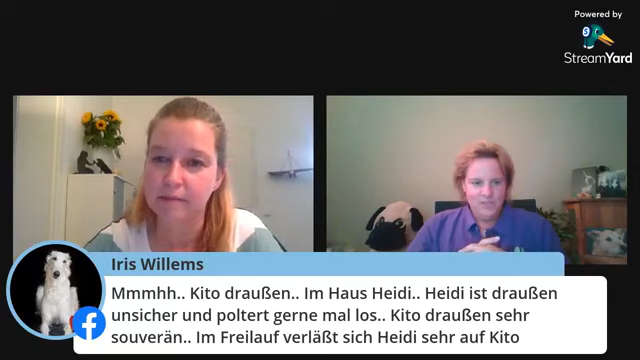 Powered by
StreamYard
Iris Willems
Mmmhh.. Kito draußen.. Im Haus Heidi.. Heidi ist draußen
unsicher und poltert gerne mal los.. Kito draußen sehr
souverän.. Im Freilauf verläßt sich Heidi sehr auf Kito